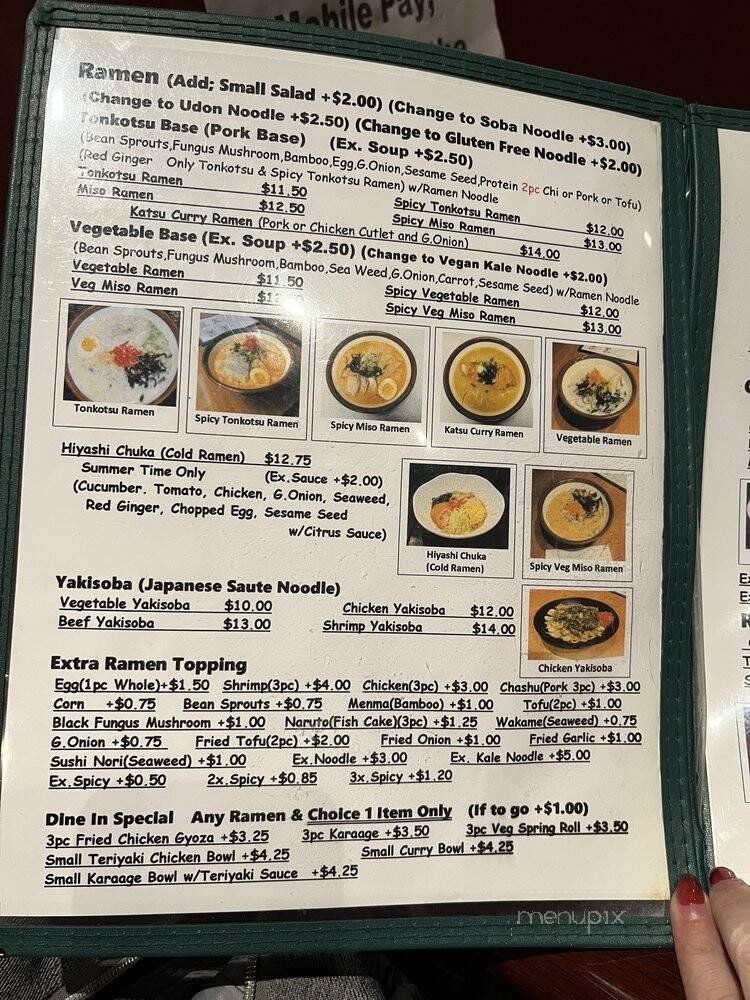 Mobile Pay,
Ramen (Add; Small Salad +$2.00) (Change to Soba Noodle +$3.00)
(Change to Udon Noodle +$2.50) (Change to Gluten Free Noodle +$2.00)
Tonkotsu Base (Pork Base) (Ex. Soup +$2.50)
(Bean Sprouts,Fungus Mushroom,Bamboo,Egg,G.Onion,Sesame Seed,Protein 2pc Chi or Pork or Tofu)
(Red Ginger Only Tonkotsu & Spicy Tonkotsu Ramen) w/Ramen Noodle
Tonkotsu Ramen $11.50 Spicy Tonkotsu Ramen $12.00
Miso Ramen $12.50 Spicy Miso Ramen $13.00
Katsu Curry Ramen (Pork or Chicken Cutlet and G.Onion) $14.00
Vegetable Base (Ex. Soup +$2.50) (Change to Vegan Kale Noodle +$2.00)
(Bean Sprouts,Fungus Mushroom,Bamboo,Sea Weed,G.Onion,Carrot,Sesame Seed) w/Ramen Noodle
Vegetable Ramen $11.50 Spicy Vegetable Ramen $12.00
Veg Miso Ramen Spicy Veg Miso Ramen $13.00
Tonkotsu Ramen
Spicy Tonkotsu Ramen
Spicy Miso Ramen
Katsu Curry Ramen
Vegetable Ramen
Hiyashi Chuka (Cold Ramen) $12.75
Summer Time Only (Ex.Sauce +$2.00)
(Cucumber. Tomato, Chicken, G.Onion, Seaweed,
Red Ginger, Chopped Egg, Sesame Seed
w/Citrus Sauce)
Hiyashi Chuka
(Cold Ramen)
Spicy Veg Miso Ramen
Yakisoba (Japanese Saute Noodle)
Vegetable Yakisoba $10.00 Chicken Yakisoba $12.00
Beef Yakisoba $13.00 Shrimp Yakisoba $14.00
Chicken Yakisoba
Extra Ramen Topping
Egg(1pc Whole)+$1.50 Shrimp(3pc) +$4.00 Chicken(3pc) +$3.00 Chashu(Pork 3pc) +$3.00
Corn +$0.75 Bean Sprouts +$0.75 Menma(Bamboo) +$1.00 Tofu(2pc) +$1.00
Black Fungus Mushroom +$1.00 Naruto(Fish Cake)(3pc) +$1.25 Wakame(Seaweed) +0.75
G.Onion +$0.75 Fried Tofu(2pc) +$2.00 Fried Onion +$1.00 Fried Garlic +$1.00
Sushi Nori(Seaweed) +$1.00 Ex.Noodle +$3.00 Ex. Kale Noodle +$5.00
Ex.Spicy +$0.50 2x.Spicy +$0.85 3x.Spicy +$1.20
Dine In Special Any Ramen & Choice 1 Item Only (If to go +$1.00)
3pc Fried Chicken Gyoza +$3.25 3pc Karaage +$3.50 3pc Veg Spring Roll +$3.50
Small Teriyaki Chicken Bowl +$4.25 Small Curry Bowl +$4.25
Small Karaage Bowl w/Teriyaki Sauce +$4.25
menupix